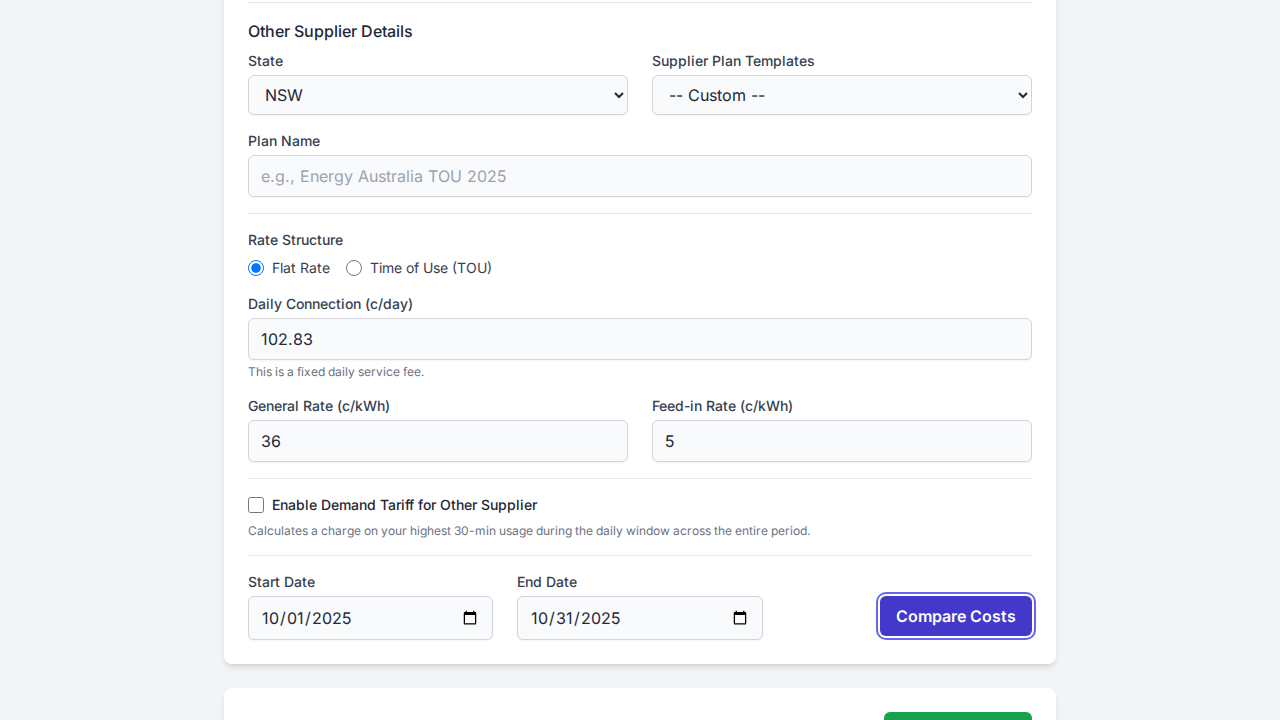 Other Supplier Details
State
Supplier Plan Templates
NSW
-- Custom --
Plan Name
e.g., Energy Australia TOU 2025
Rate Structure
Flat Rate
Time of Use (TOU)
Daily Connection (c/day)
102.83
This is a fixed daily service fee.
General Rate (c/kWh)
Feed-in Rate (c/kWh)
36
5
Enable Demand Tariff for Other Supplier
Calculates a charge on your highest 30-min usage during the daily window across the entire period.
Start Date
End Date
10/01/2025
10/31/2025
Compare Costs